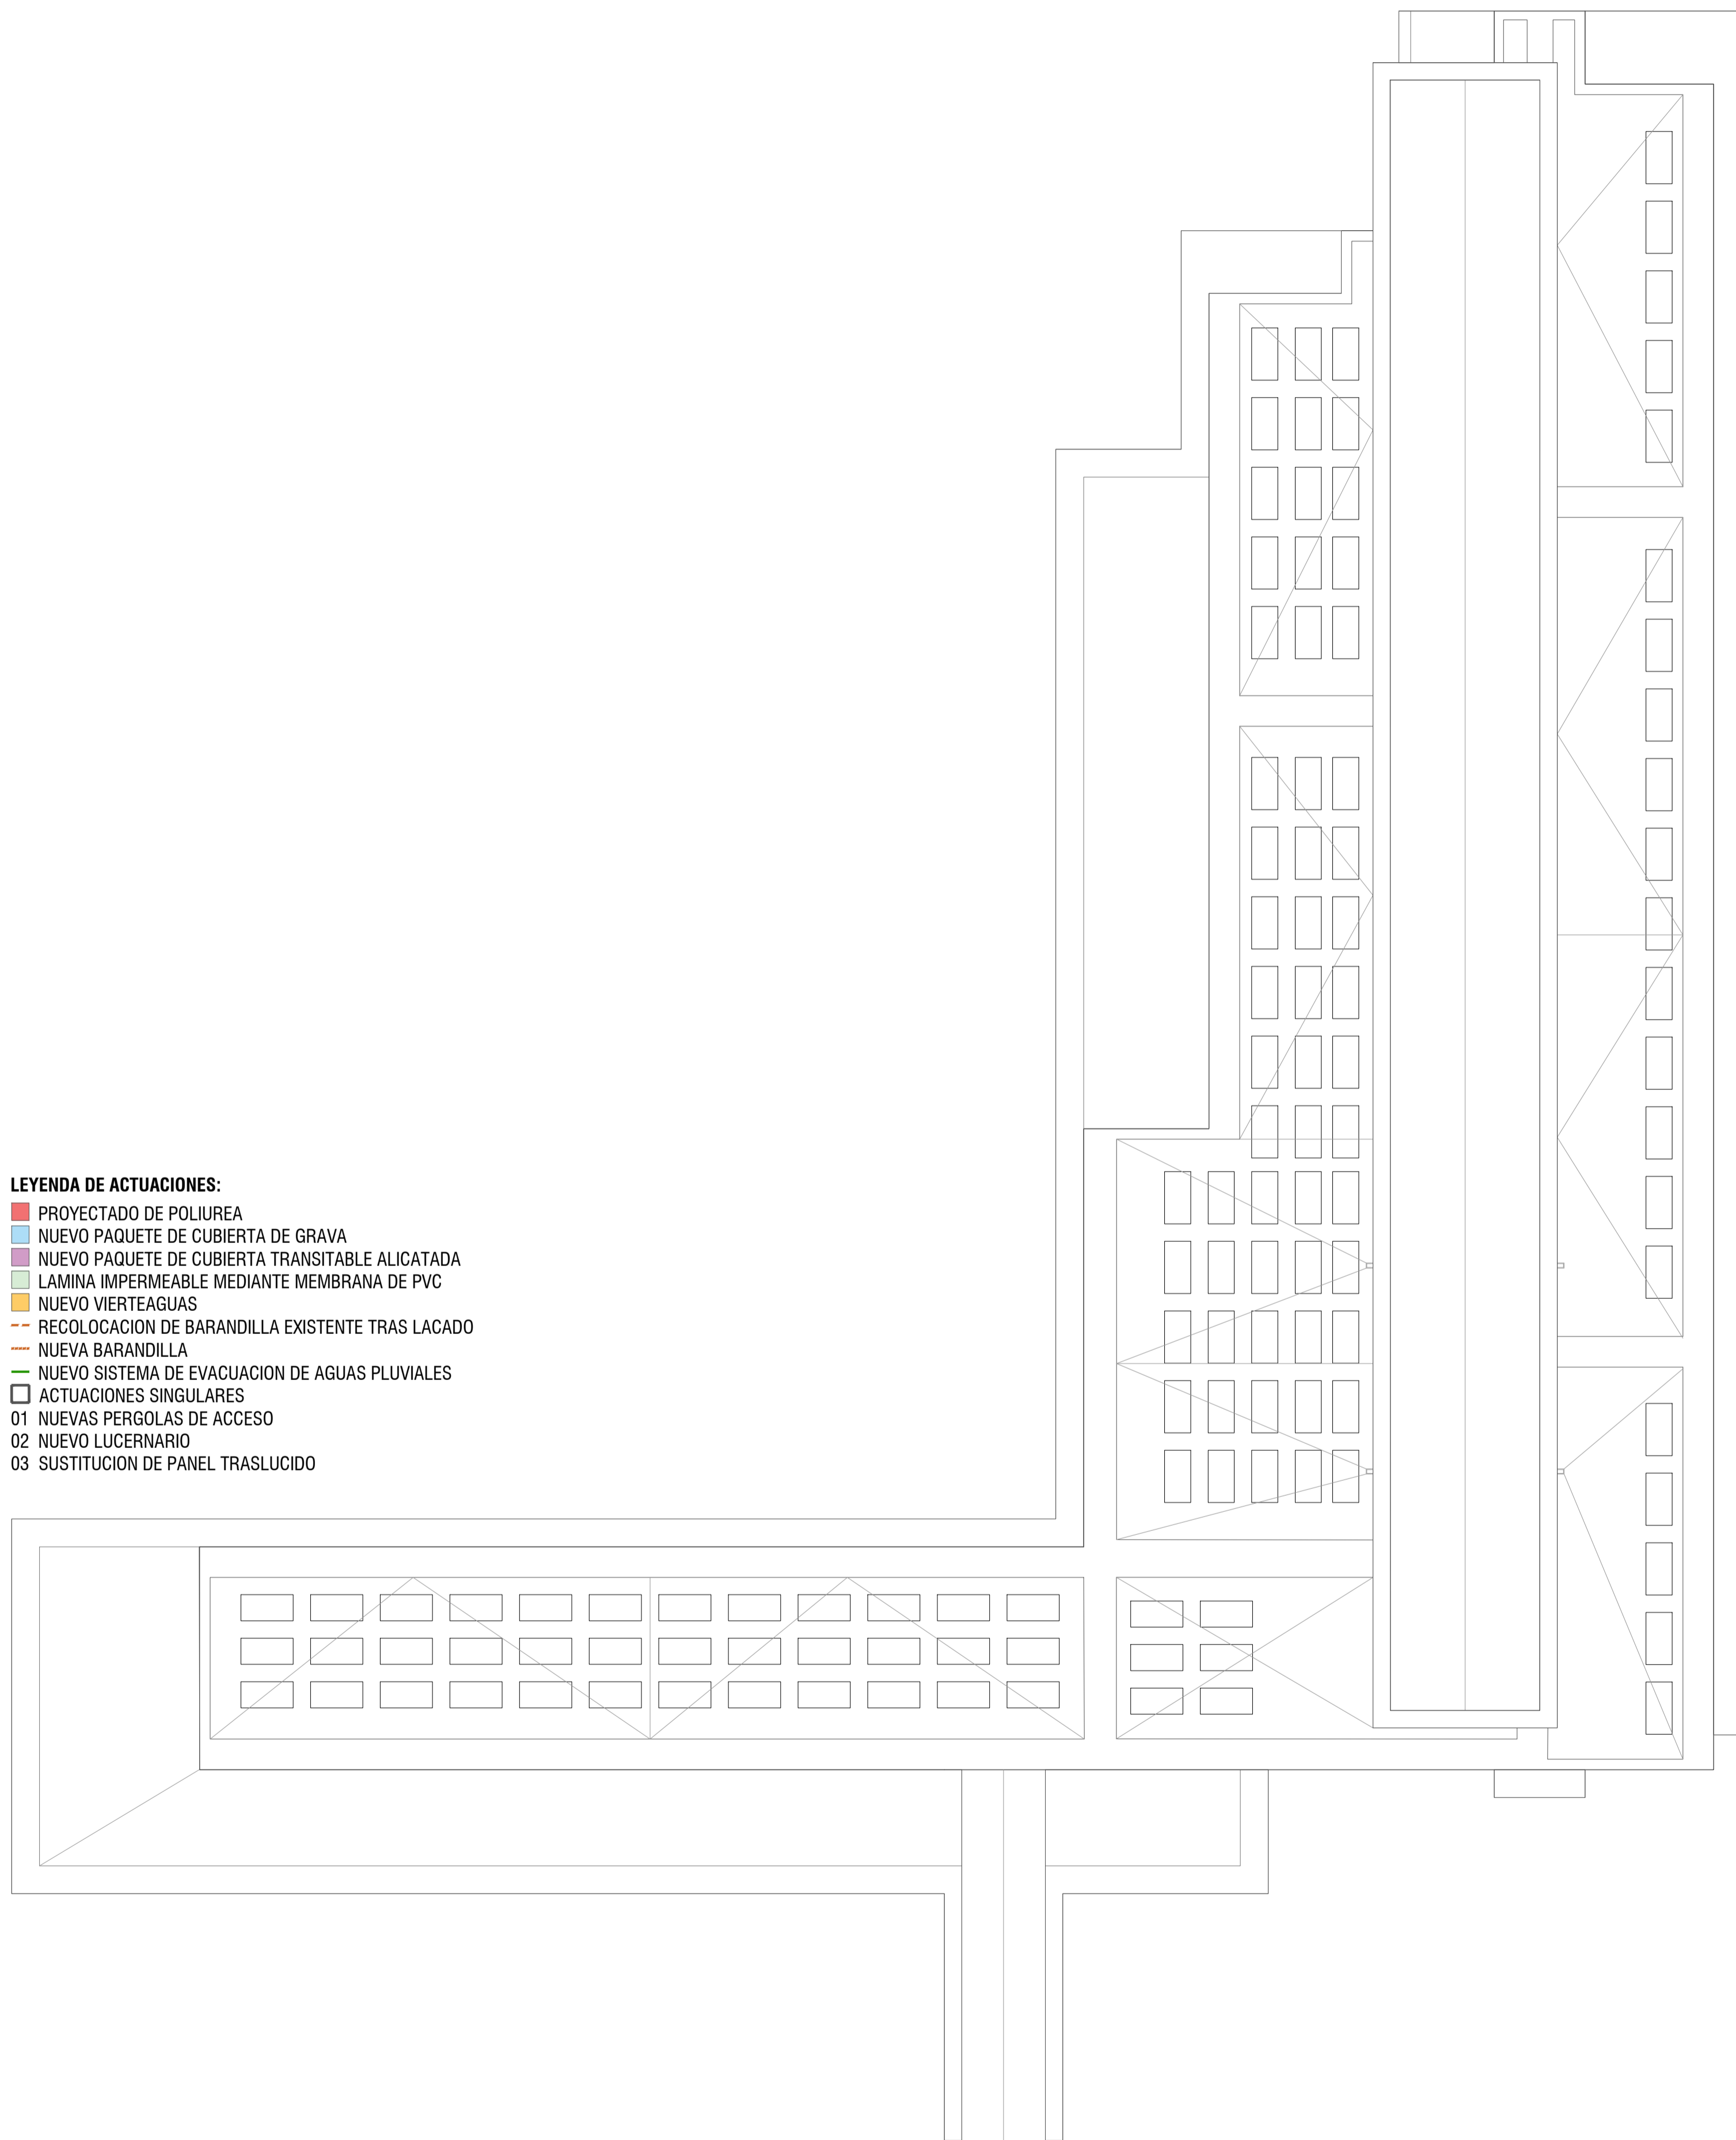 LEYENDA DE ACTUACIONES:
PROYECTADO DE POLIUREA
NUEVO PAQUETE DE CUBIERTA DE GRAVA
NUEVO PAQUETE DE CUBIERTA TRANSITABLE ALICATADA
LAMINA IMPERMEABLE MEDIANTE MEMBRANA DE PVC
NUEVO VIERTEAGUAS
RECOLOCACION DE BARANDILLA EXISTENTE TRAS LACADO
NUEVA BARANDILLA
NUEVO SISTEMA DE EVACUACION DE AGUAS PLUVIALES
ACTUACIONES SINGULARES
01 NUEVAS PERGOLAS DE ACCESO
02 NUEVO LUCERNARIO
03 SUSTITUCION DE PANEL TRASLUCIDO